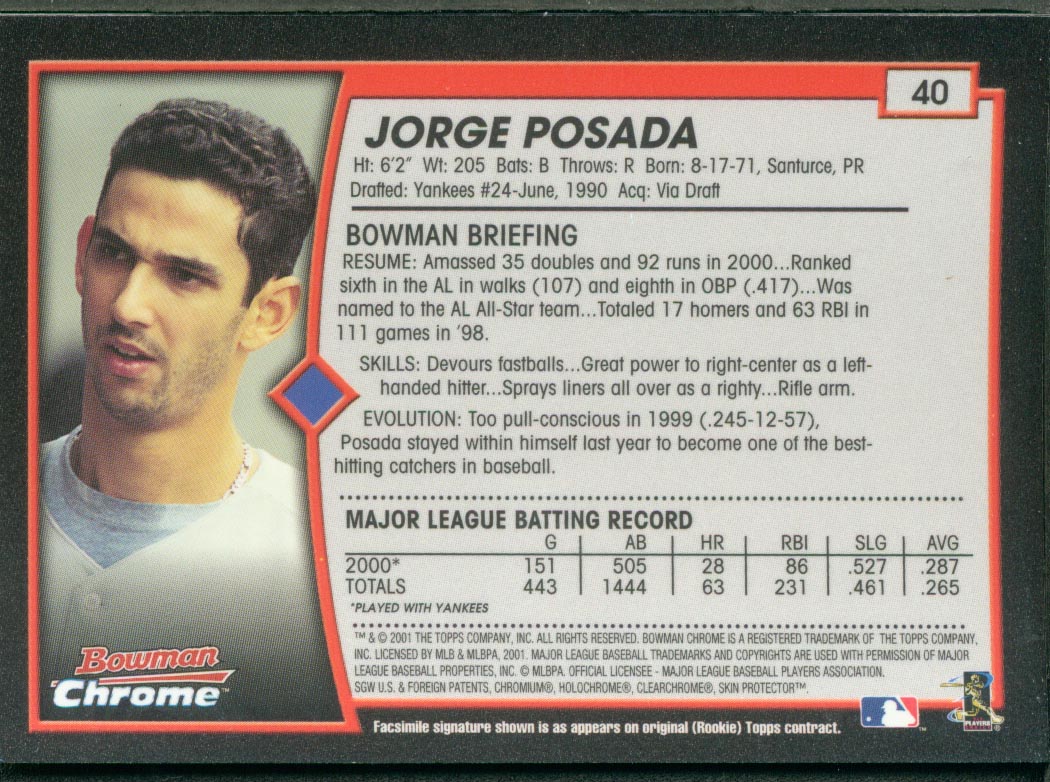 40
JORGE POSADA
Ht: 6'2" Wt: 205 Bats: B Throws: R Born: 8-17-71, Santurce, PR
Drafted: Yankees #24-June, 1990 Acq: Via Draft
BOWMAN BRIEFING
RESUME: Amassed 35 doubles and 92 runs in 2000...Ranked
sixth in the AL in walks (107) and eighth in OBP (.417)...Was
named to the AL All-Star team...Totaled 17 homers and 63 RBI in
111 games in '98.
SKILLS: Devours fastballs...Great power to right-center as a left-
handed hitter...Sprays liners all over as a righty...Rifle arm.
EVOLUTION: Too pull-conscious in 1999 (.245-12-57),
Posada stayed within himself last year to become one of the best-
hitting catchers in baseball.
MAJOR LEAGUE BATTING RECORD
G AB HR RBI SLG AVG
2000* 151 505 28 86 .527 .287
TOTALS 443 1444 63 231 .461 .265
*PLAYED WITH YANKEES
™ & © 2001 THE TOPPS COMPANY, INC. ALL RIGHTS RESERVED. BOWMAN CHROME IS A REGISTERED TRADEMARK OF THE TOPPS COMPANY,
INC. LICENSED BY MLB & MLBPA, 2001. MAJOR LEAGUE BASEBALL TRADEMARKS AND COPYRIGHTS ARE USED WITH PERMISSION OF MAJOR
LEAGUE BASEBALL PROPERTIES, INC. © MLBPA. OFFICIAL LICENSEE - MAJOR LEAGUE BASEBALL PLAYERS ASSOCIATION.
SGW U.S. & FOREIGN PATENTS, CHROMIUM®, HOLOCHROME®, CLEARCHROME®, SKIN PROTECTOR™.
Bowman
Chrome™
Facsimile signature shown is as appears on original (Rookie) Topps contract.
™
PLAYERS
®